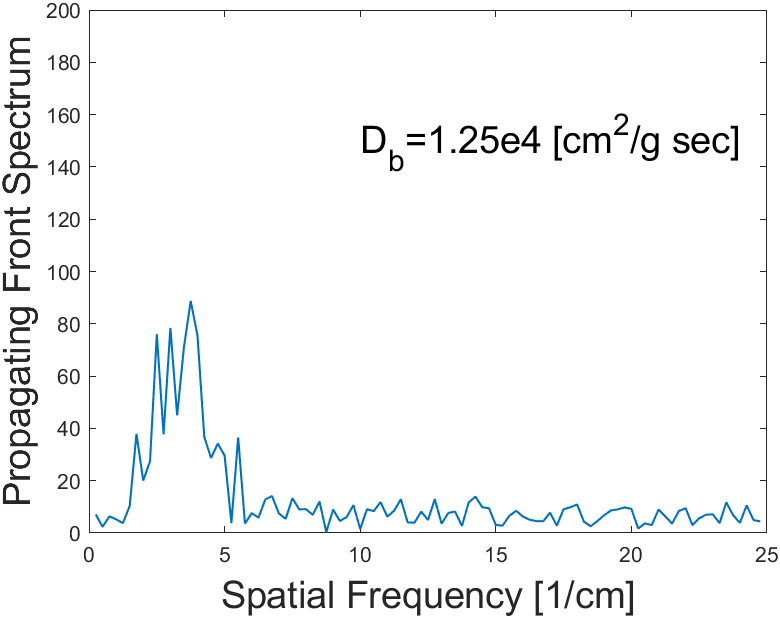 200
180
160
140
120
100
80
60
40
20
0
Propagating Front Spectrum
D_b=1.25e4 [cm^2/g sec]
0 5 10 15 20 25
Spatial Frequency [1/cm]